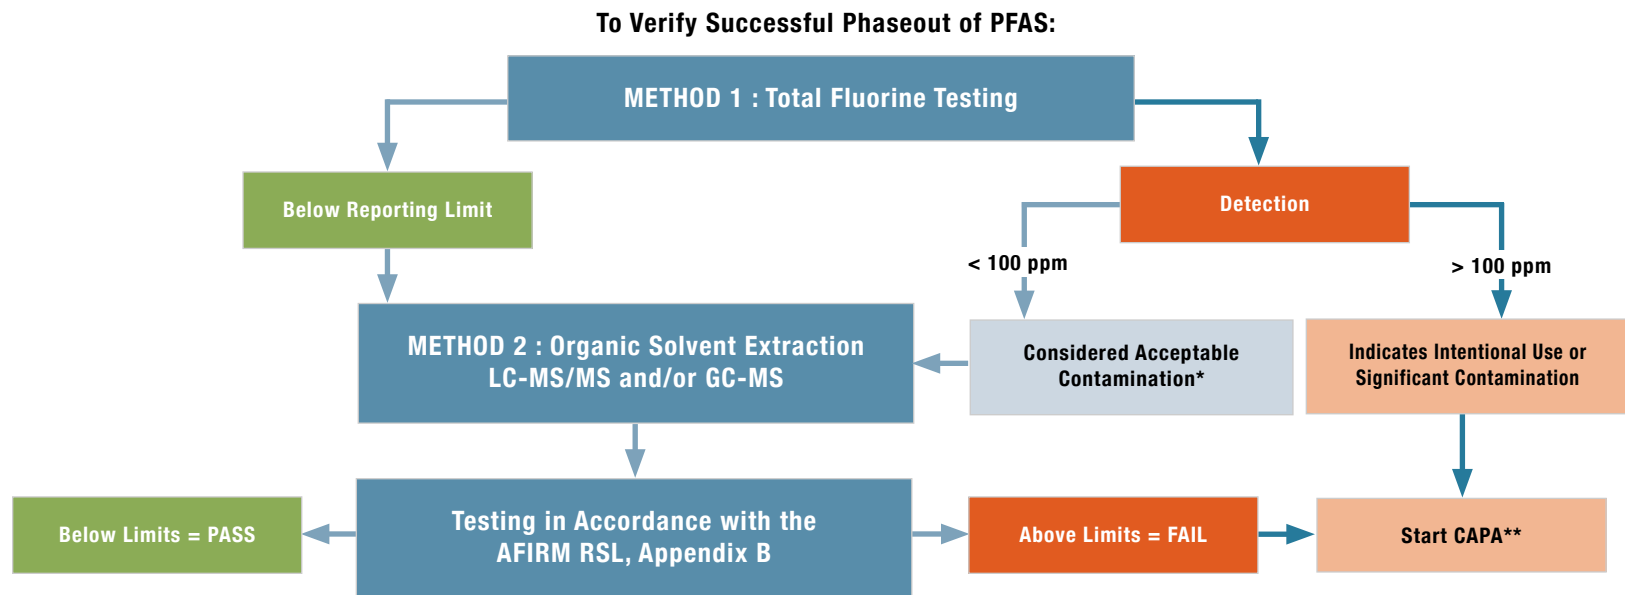 To Verify Successful Phaseout of PFAS:
METHOD 1 : Total Fluorine Testing
Below Reporting Limit
Detection
< 100 ppm
> 100 ppm
METHOD 2 : Organic Solvent Extraction
LC-MS/MS and/or GC-MS
Considered Acceptable
Contamination*
Indicates Intentional Use or
Significant Contamination
Below Limits = PASS
Testing in Accordance with the
AFIRM RSL, Appendix B
Above Limits = FAIL
Start CAPA**